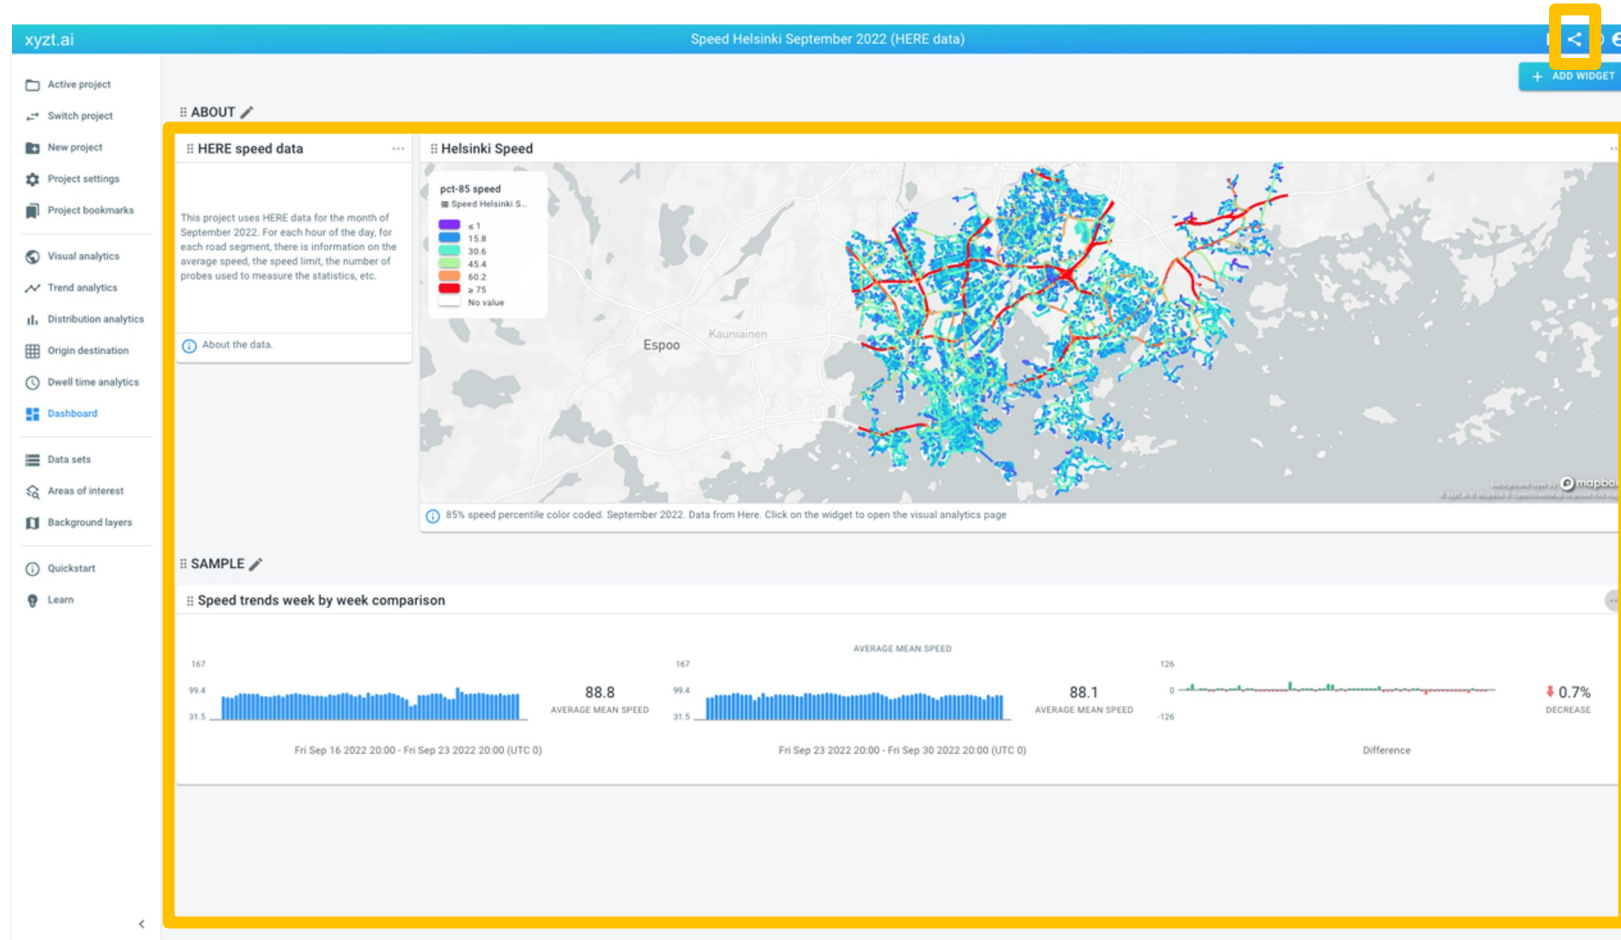 xyzt.ai
Speed Helsinki September 2022 (HERE data)
ADD WIDGET
Active project
Switch project
New project
Project settings
Project bookmarks
Visual analytics
Trend analytics
Distribution analytics
Origin destination
Dwell time analytics
Dashboard
Data sets
Areas of interest
Background layers
Quickstart
Learn
ABOUT
HERE speed data
This project uses HERE data for the month of
September 2022. For each hour of the day, for
each road segment, there is information on the
average speed, the speed limit, the number of
probes used to measure the statistics, etc.
About the data.
Helsinki Speed
pct-85 speed
Speed Helsinki S...
≤ 1
15.8
30.6
45.4
60.2
≥ 75
No value
Kauniainen
Espoo
mapbox
85% speed percentile color coded. September 2022. Data from Here. Click on the widget to open the visual analytics page
SAMPLE
Speed trends week by week comparison
AVERAGE MEAN SPEED
167
99.4
31.5
88.8
AVERAGE MEAN SPEED
Fri Sep 16 2022 20:00 - Fri Sep 23 2022 20:00 (UTC 0)
167
99.4
31.5
88.1
AVERAGE MEAN SPEED
Fri Sep 23 2022 20:00 - Fri Sep 30 2022 20:00 (UTC 0)
126
0
-126
0.7%
DECREASE
Difference